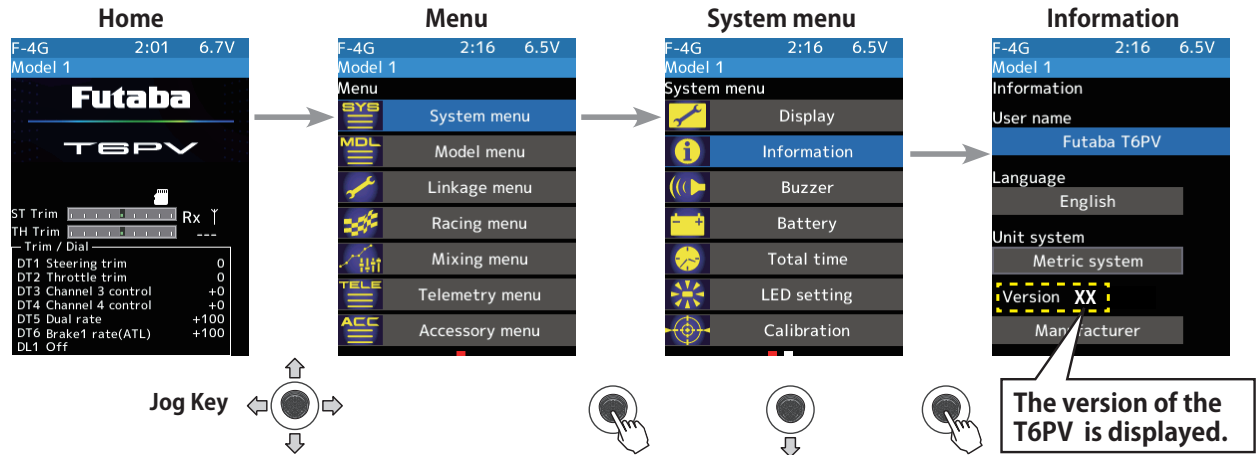 Home
F-4G 2:01 6.7V
Model 1
Futaba
T6PV
ST Trim Rx
TH Trim ---
Trim / Dial
DT1 Steering trim 0
DT2 Throttle trim 0
DT3 Channel 3 control +0
DT4 Channel 4 control +0
DT5 Dual rate +100
DT6 Brake1 rate(ATL) +100
DL1 Off
Jog Key
Menu
F-4G 2:16 6.5V
Model 1
Menu
SYS System menu
MDL Model menu
Linkage menu
Racing menu
Mixing menu
TELE Telemetry menu
ACC Accessory menu
System menu
F-4G 2:16 6.5V
Model 1
System menu
Display
i Information
Buzzer
Battery
Total time
LED setting
Calibration
Information
F-4G 2:16 6.5V
Model 1
Information
User name
Futaba T6PV
Language
English
Unit system
Metric system
Version XX
Manufacturer
The version of the
T6PV is displayed.